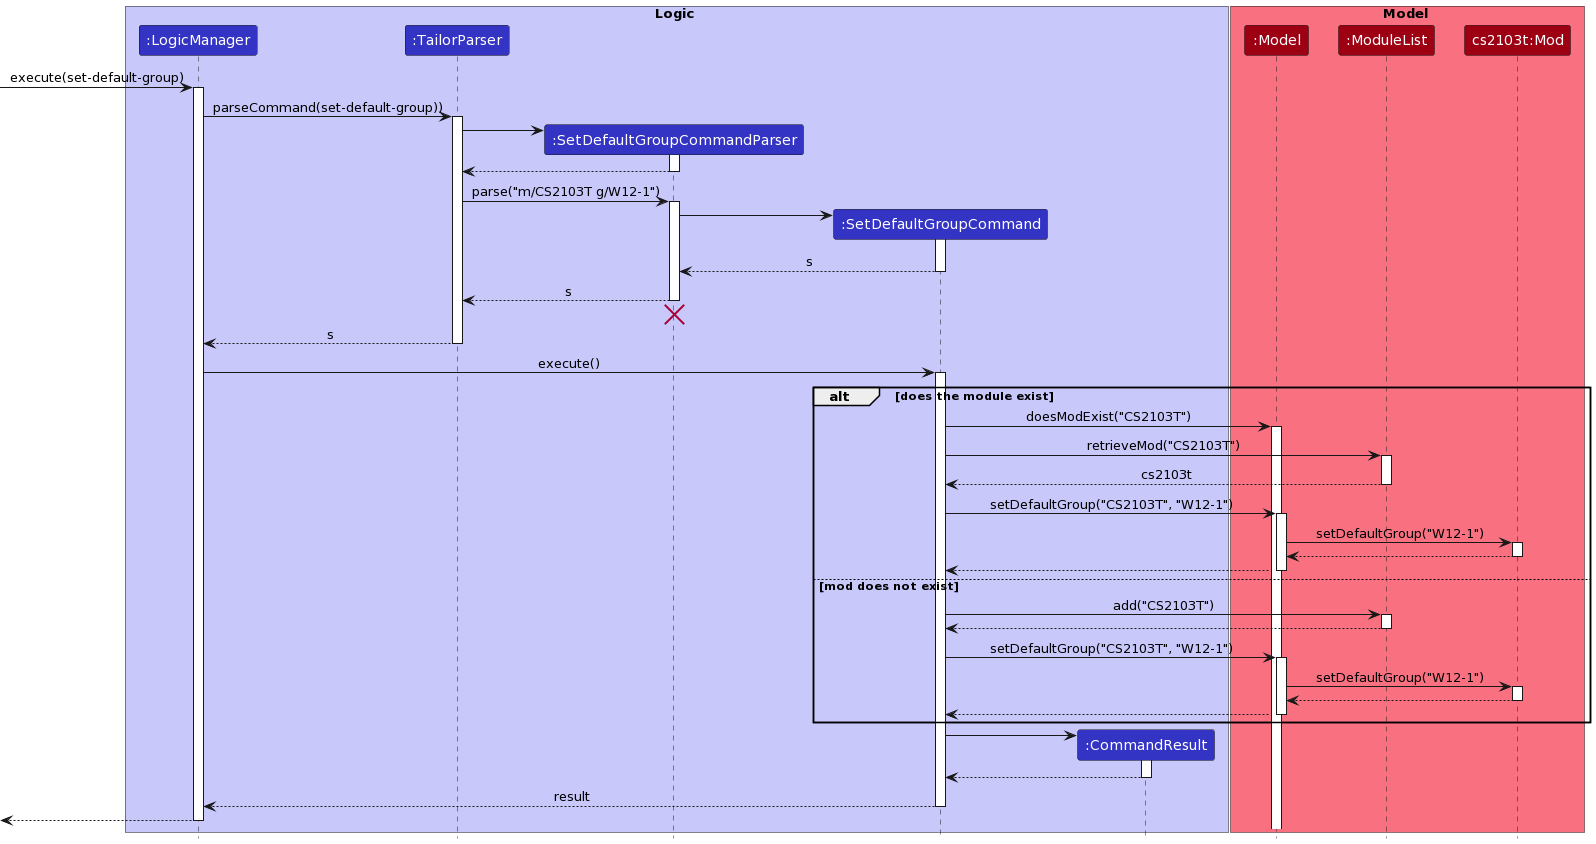 Logic
Model
:LogicManager
:TailorParser
:Model
:ModuleList
cs2103t:Mod
execute(set-default-group)
parseCommand(set-default-group))
:SetDefaultGroupCommandParser
parse("m/CS2103T g/W12-1")
:SetDefaultGroupCommand
s
s
s
execute()
alt
[does the module exist]
doesModExist("CS2103T")
retrieveMod("CS2103T")
cs2103t
setDefaultGroup("CS2103T", "W12-1")
setDefaultGroup("W12-1")
[mod does not exist]
add("CS2103T")
setDefaultGroup("CS2103T", "W12-1")
setDefaultGroup("W12-1")
:CommandResult
result